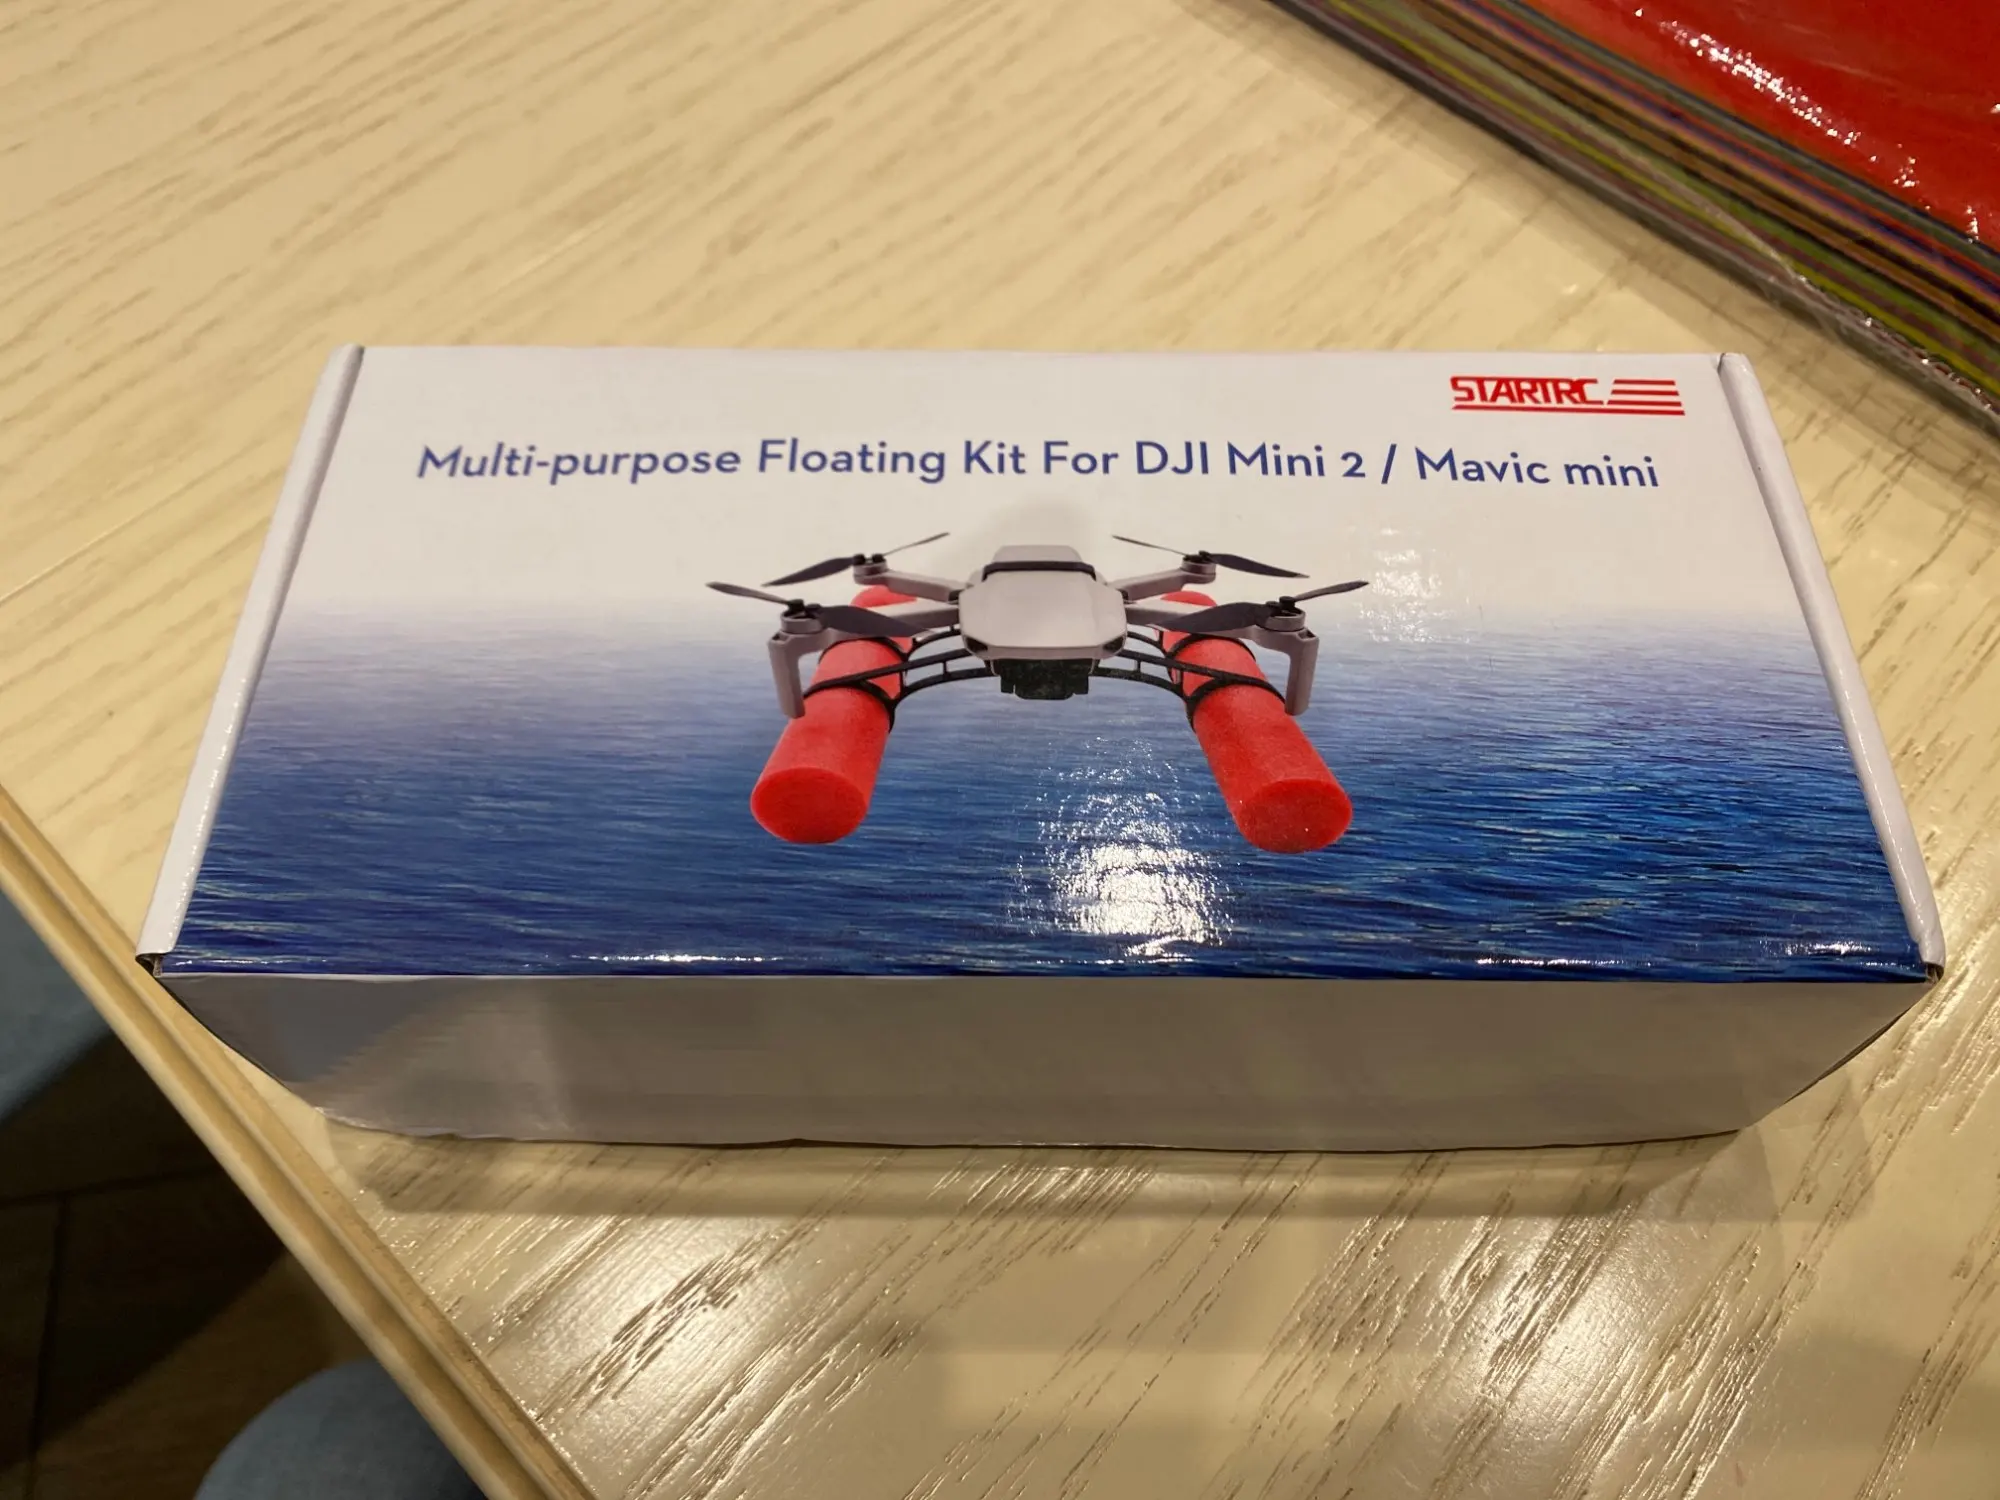 STARTRC
Multi-purpose Floating Kit For DJI Mini 2 / Mavic mini